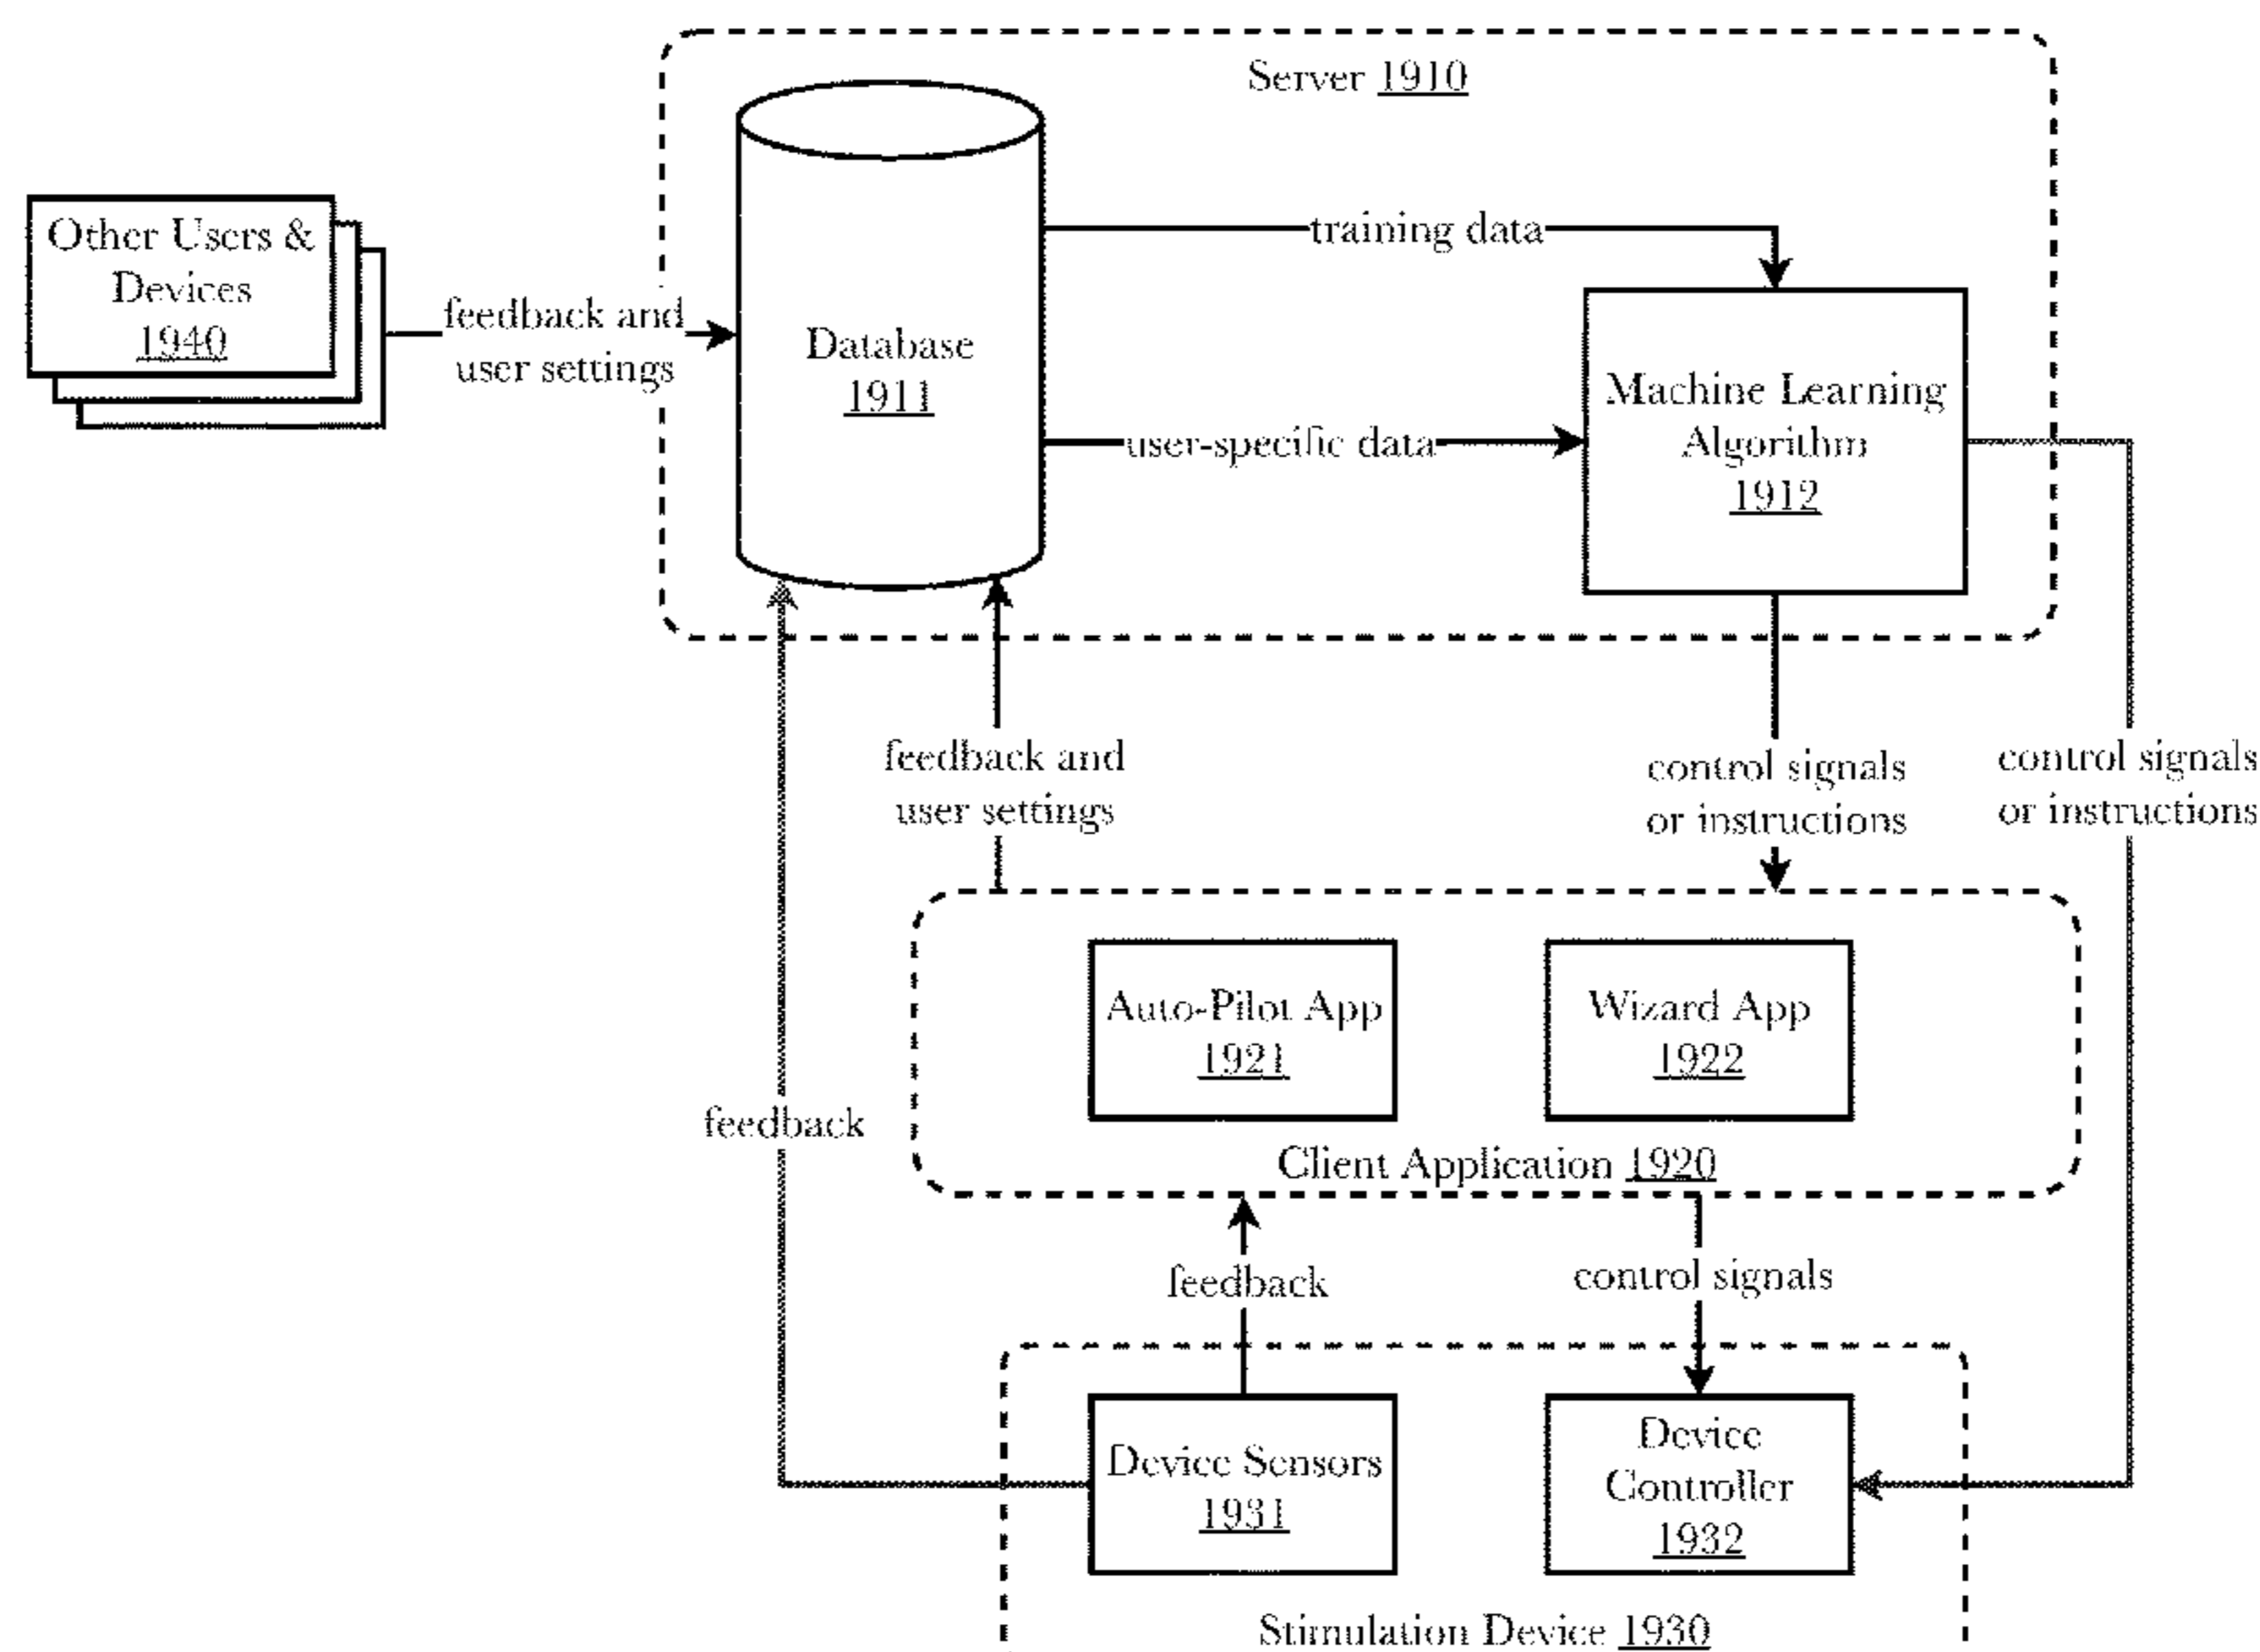 Server 1910
Other Users &
Devices
1940
feedback and
user settings
Database
1911
training data
user-specific data
Machine Learning
Algorithm
1912
feedback and
user settings
control signals
or instructions
control signals
or instructions
Auto-Pilot App
1921
Wizard App
1922
Client Application 1920
feedback
feedback
control signals
Device Sensors
1931
Device
Controller
1932
Stimulation Device 1930